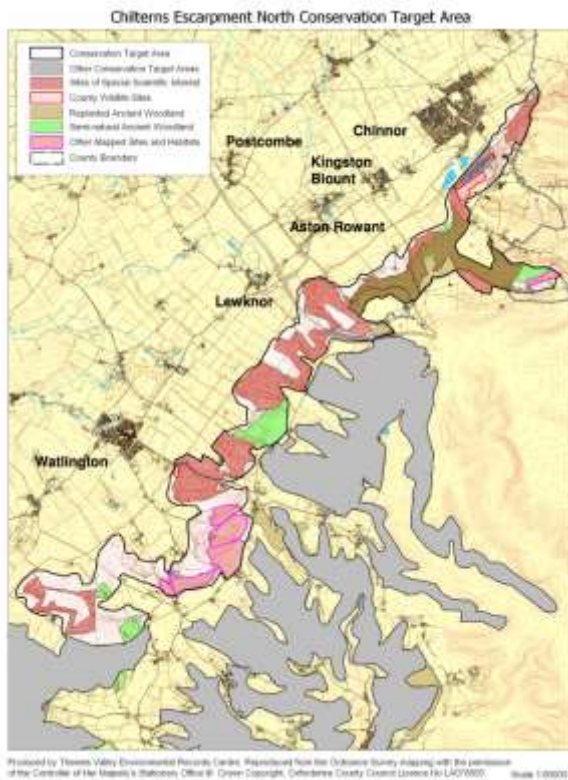 Chilterns Escarpment North Conservation Target Area
Conservation Target Area
Other Conservation Target Areas
Sites of Special Scientific Interest
County Wildlife Sites
Replanted Ancient Woodland
Semi-natural Ancient Woodland
Other Mapped Sites and Habitats
County Boundary
Chinnor
Postcombe
Kingston
Blount
Aston Rowant
Lewknor
Watlington
Produced by Thames Valley Environmental Records Centre. Reproduced from the Ordnance Survey mapping with the permission
of the Controller of Her Majesty's Stationery Office © Crown Copyright. Oxfordshire County Council Licence No